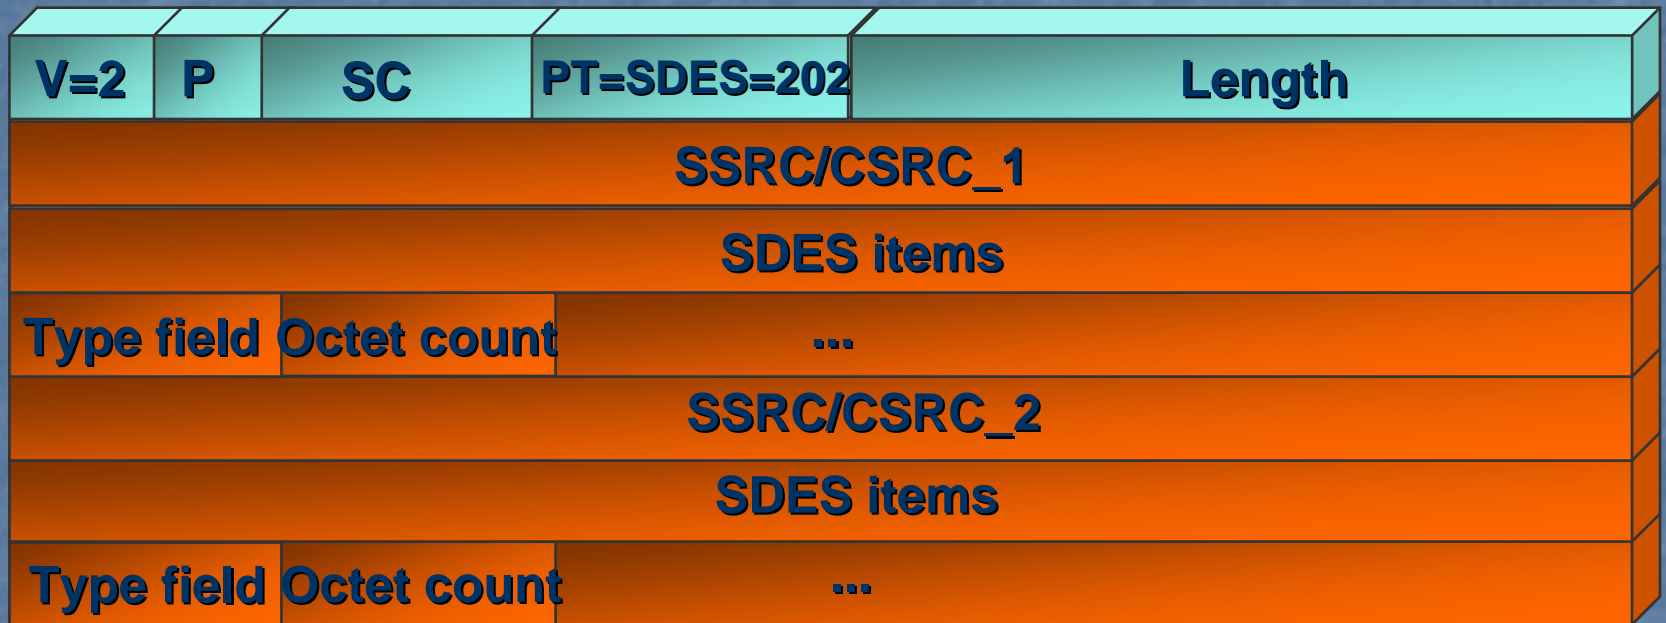 V=2 P SC PT=SDES=202 Length
SSRC/CSRC_1
SDES items
Type field Octet count ...
SSRC/CSRC_2
SDES items
Type field Octet count ...